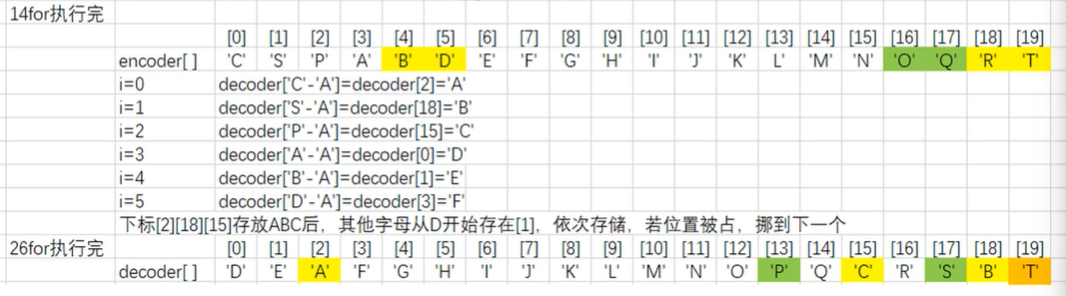 14for执行完
[0] [1] [2] [3] [4] [5] [6] [7] [8] [9] [10] [11] [12] [13] [14] [15] [16] [17] [18] [19]
encoder[ ] 'C' 'S' 'P' 'A' 'B' 'D' 'E' 'F' 'G' 'H' 'I' 'J' 'K' L' 'M' 'N' 'O' 'Q' 'R' 'T'
i=0 decoder['C'-'A']=decoder[2]='A'
i=1 decoder['S'-'A']=decoder[18]='B'
i=2 decoder['P'-'A']=decoder[15]='C'
i=3 decoder['A'-'A']=decoder[0]='D'
i=4 decoder['B'-'A']=decoder[1]='E'
i=5 decoder['D'-'A']=decoder[3]='F'
下标[2][18][15]存放ABC后，其他字母从D开始存在[1]，依次存储，若位置被占，挪到下一个
26for执行完 [0] [1] [2] [3] [4] [5] [6] [7] [8] [9] [10] [11] [12] [13] [14] [15] [16] [17] [18] [19]
decoder[ ] 'D' 'E' 'A' 'F' 'G' 'H' 'I' 'J' 'K' 'L' 'M' 'N' 'O' 'P' 'Q' 'C' 'R' 'S' 'B' 'T'